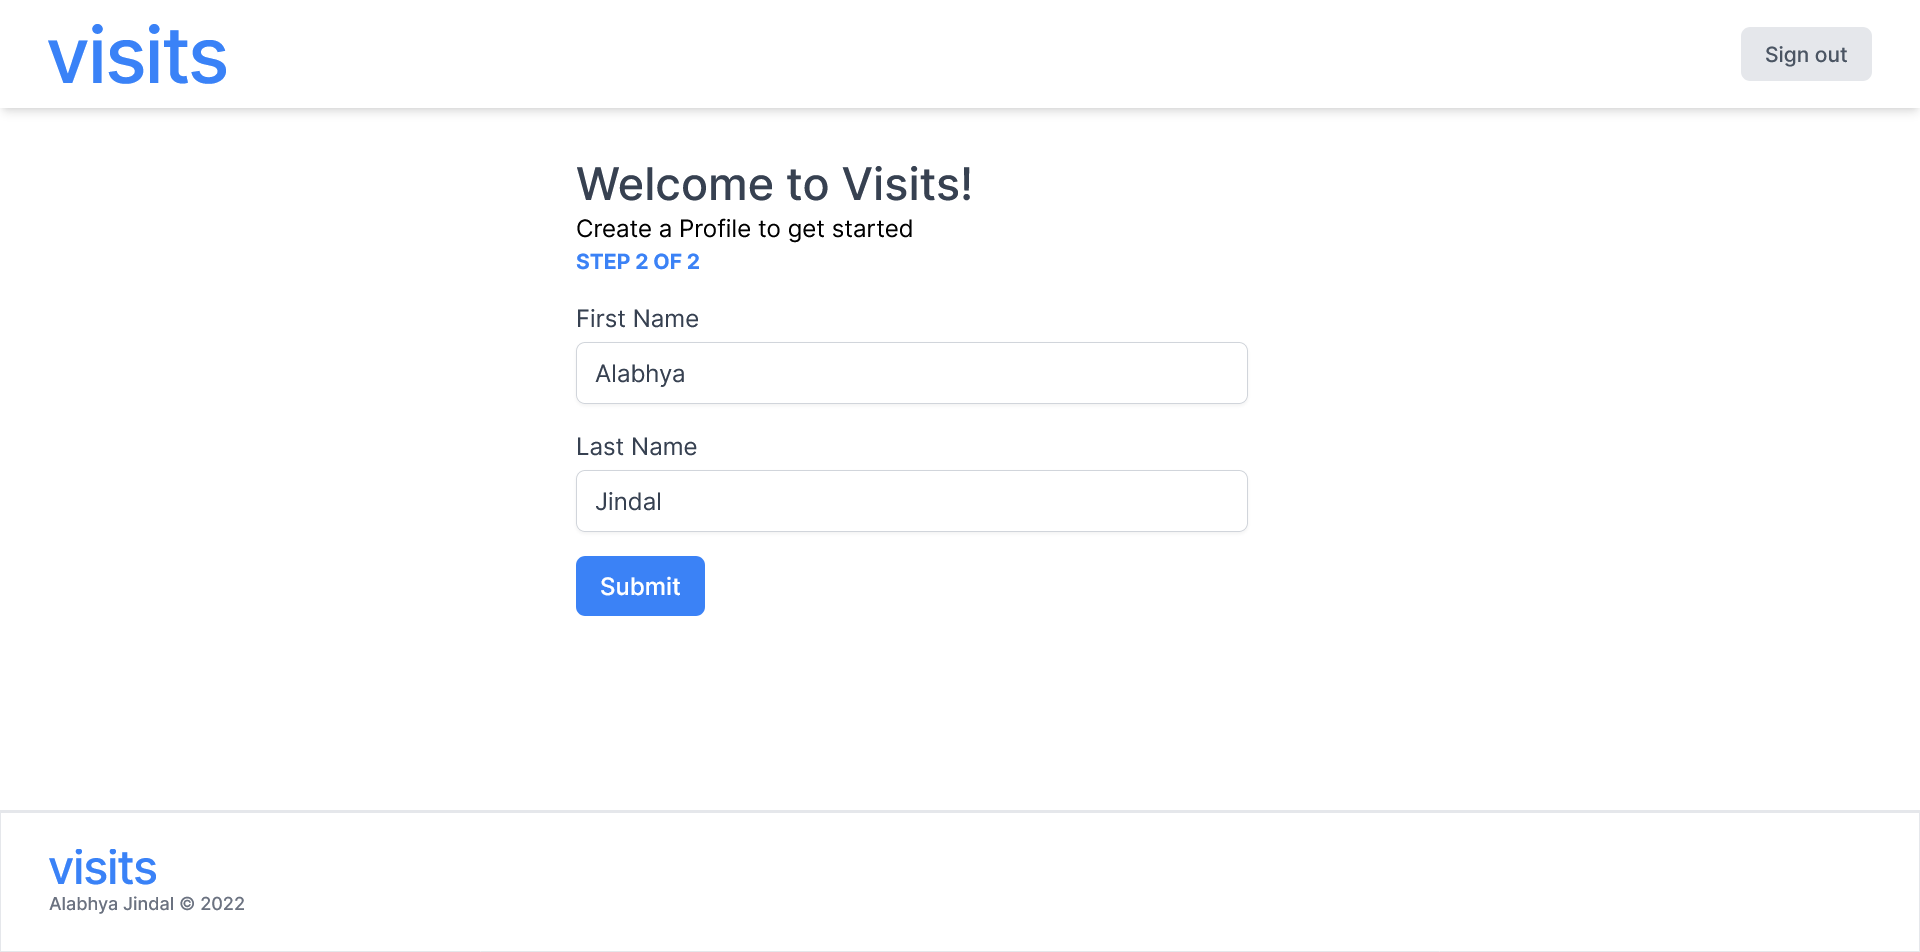 visits
Sign out
Welcome to Visits!
Create a Profile to get started
STEP 2 OF 2
First Name
Alabhya
Last Name
Jindal
Submit
visits
Alabhya Jindal © 2022